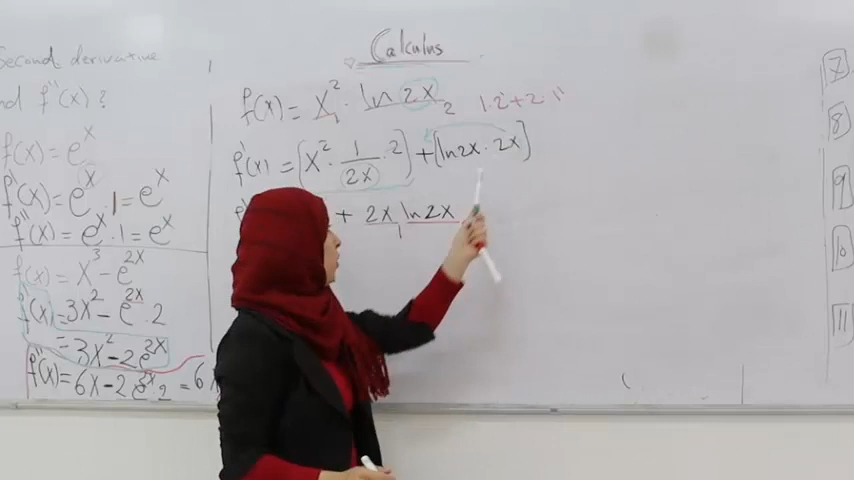 Calculus
Second derivative
f''(x) ?
f(x) = e^x
f'(x) = e^x . 1 = e^x
f''(x) = e^x . 1 = e^x
f(x) = x^3 - e^2x
f'(x) = 3x^2 - e^2x . 2
= 3x^2 - 2e^2x
f''(x) = 6x - 2e^2x . 2 = 6
f(x) = x^2 . ln 2x
1 . 2' + 2 . 1'
f'(x) = [x^2 . 1/2x . 2] + [ln2x . 2x]
+ 2x ln2x
7
8
9
10
11